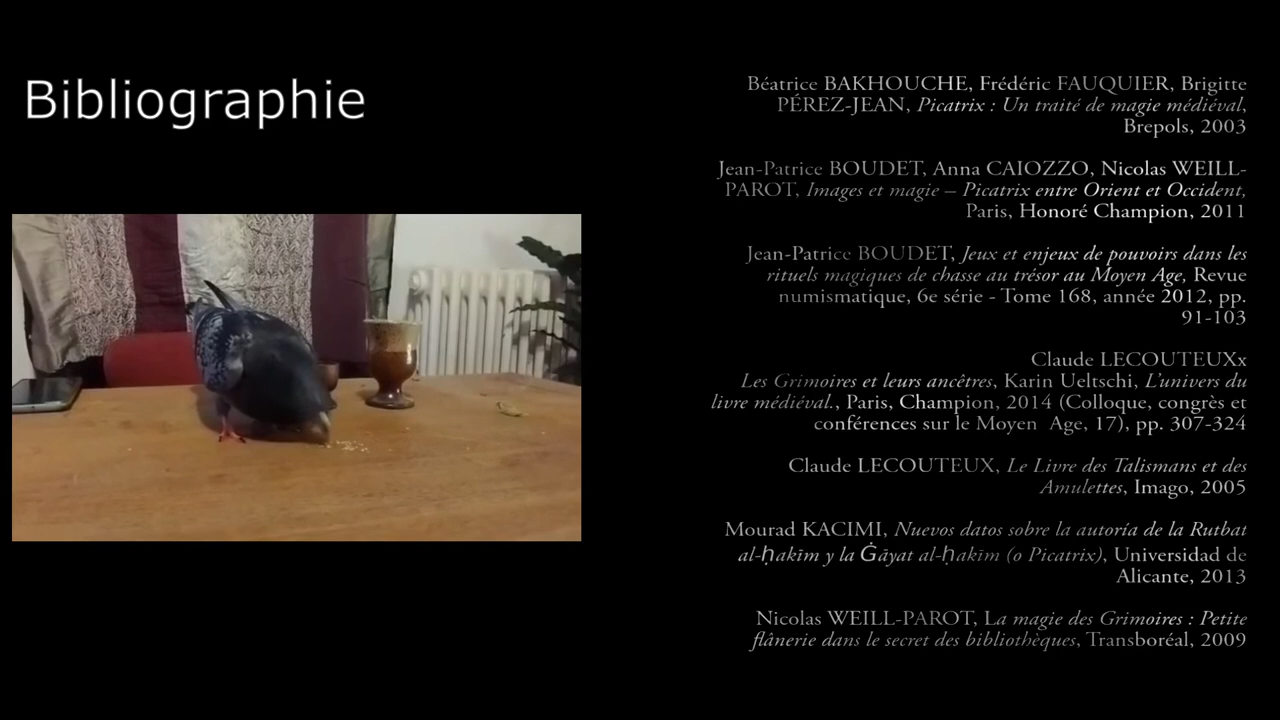 Bibliographie
Béatrice BAKHOUCHE, Frédéric FAUQUIER, Brigitte
PÉREZ-JEAN, Picatrix : Un traité de magie médiéval,
Brepols, 2003
Jean-Patrice BOUDET, Anna CAIOZZO, Nicolas WEILL-
PAROT, Images et magie – Picatrix entre Orient et Occident,
Paris, Honoré Champion, 2011
Jean-Patrice BOUDET, Jeux et enjeux de pouvoirs dans les
rituels magiques de chasse au trésor au Moyen Age, Revue
numismatique, 6e série - Tome 168, année 2012, pp.
91-103
Claude LECOUTEUXx
Les Grimoires et leurs ancêtres, Karin Ueltschi, L'univers du
livre médiéval., Paris, Champion, 2014 (Colloque, congrès et
conférences sur le Moyen Age, 17), pp. 307-324
Claude LECOUTEUX, Le Livre des Talismans et des
Amulettes, Imago, 2005
Mourad KACIMI, Nuevos datos sobre la autoría de la Rutbat
al-ḥakīm y la Ġāyat al-ḥakīm (o Picatrix), Universidad de
Alicante, 2013
Nicolas WEILL-PAROT, La magie des Grimoires : Petite
flânerie dans le secret des bibliothèques, Transboréal, 2009